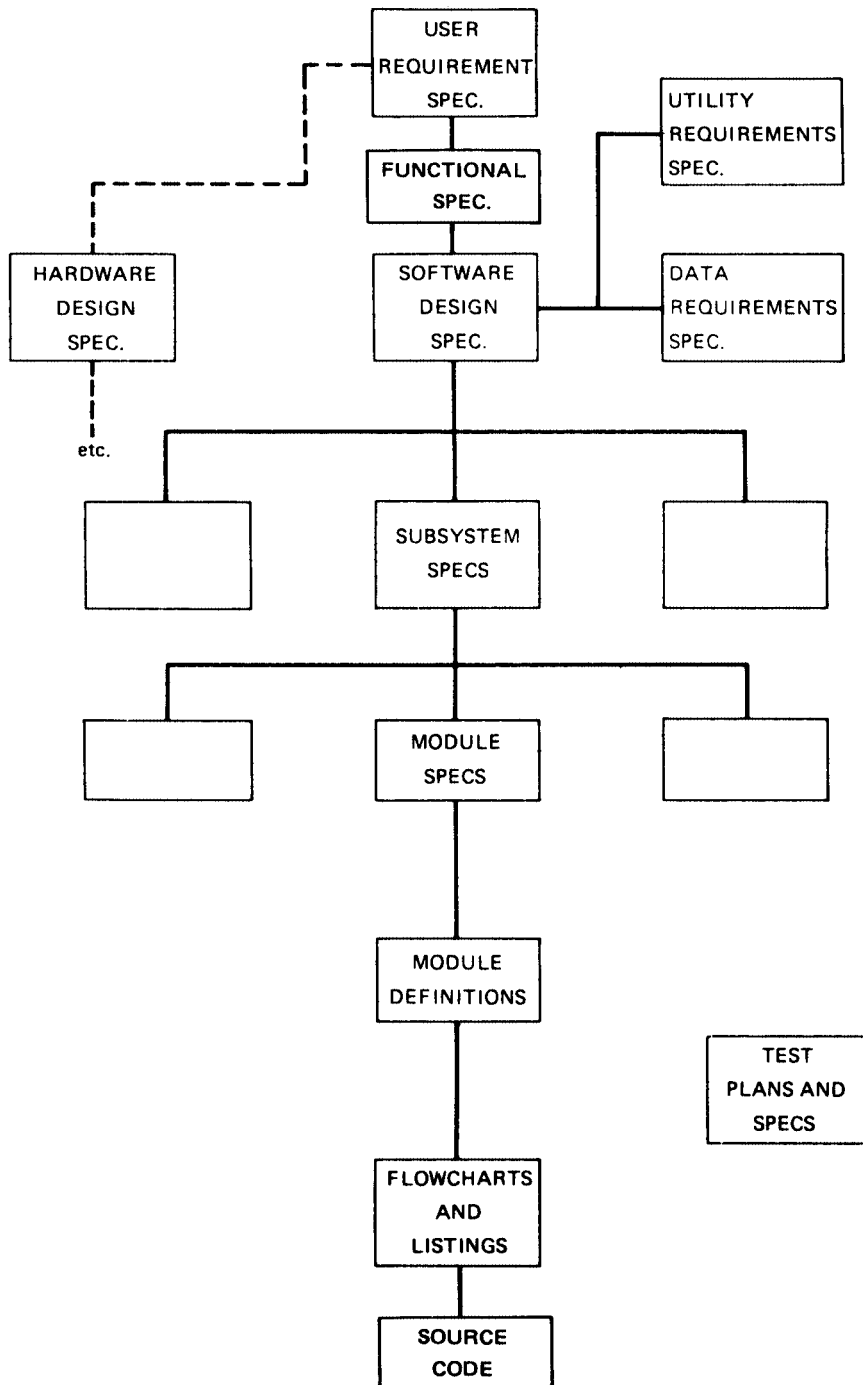 USER
REQUIREMENT
SPEC.
UTILITY
REQUIREMENTS
SPEC.
FUNCTIONAL
SPEC.
HARDWARE
DESIGN
SPEC.
SOFTWARE
DESIGN
SPEC.
DATA
REQUIREMENTS
SPEC.
etc.
SUBSYSTEM
SPECS
MODULE
SPECS
MODULE
DEFINITIONS
TEST
PLANS AND
SPECS
FLOWCHARTS
AND
LISTINGS
SOURCE
CODE